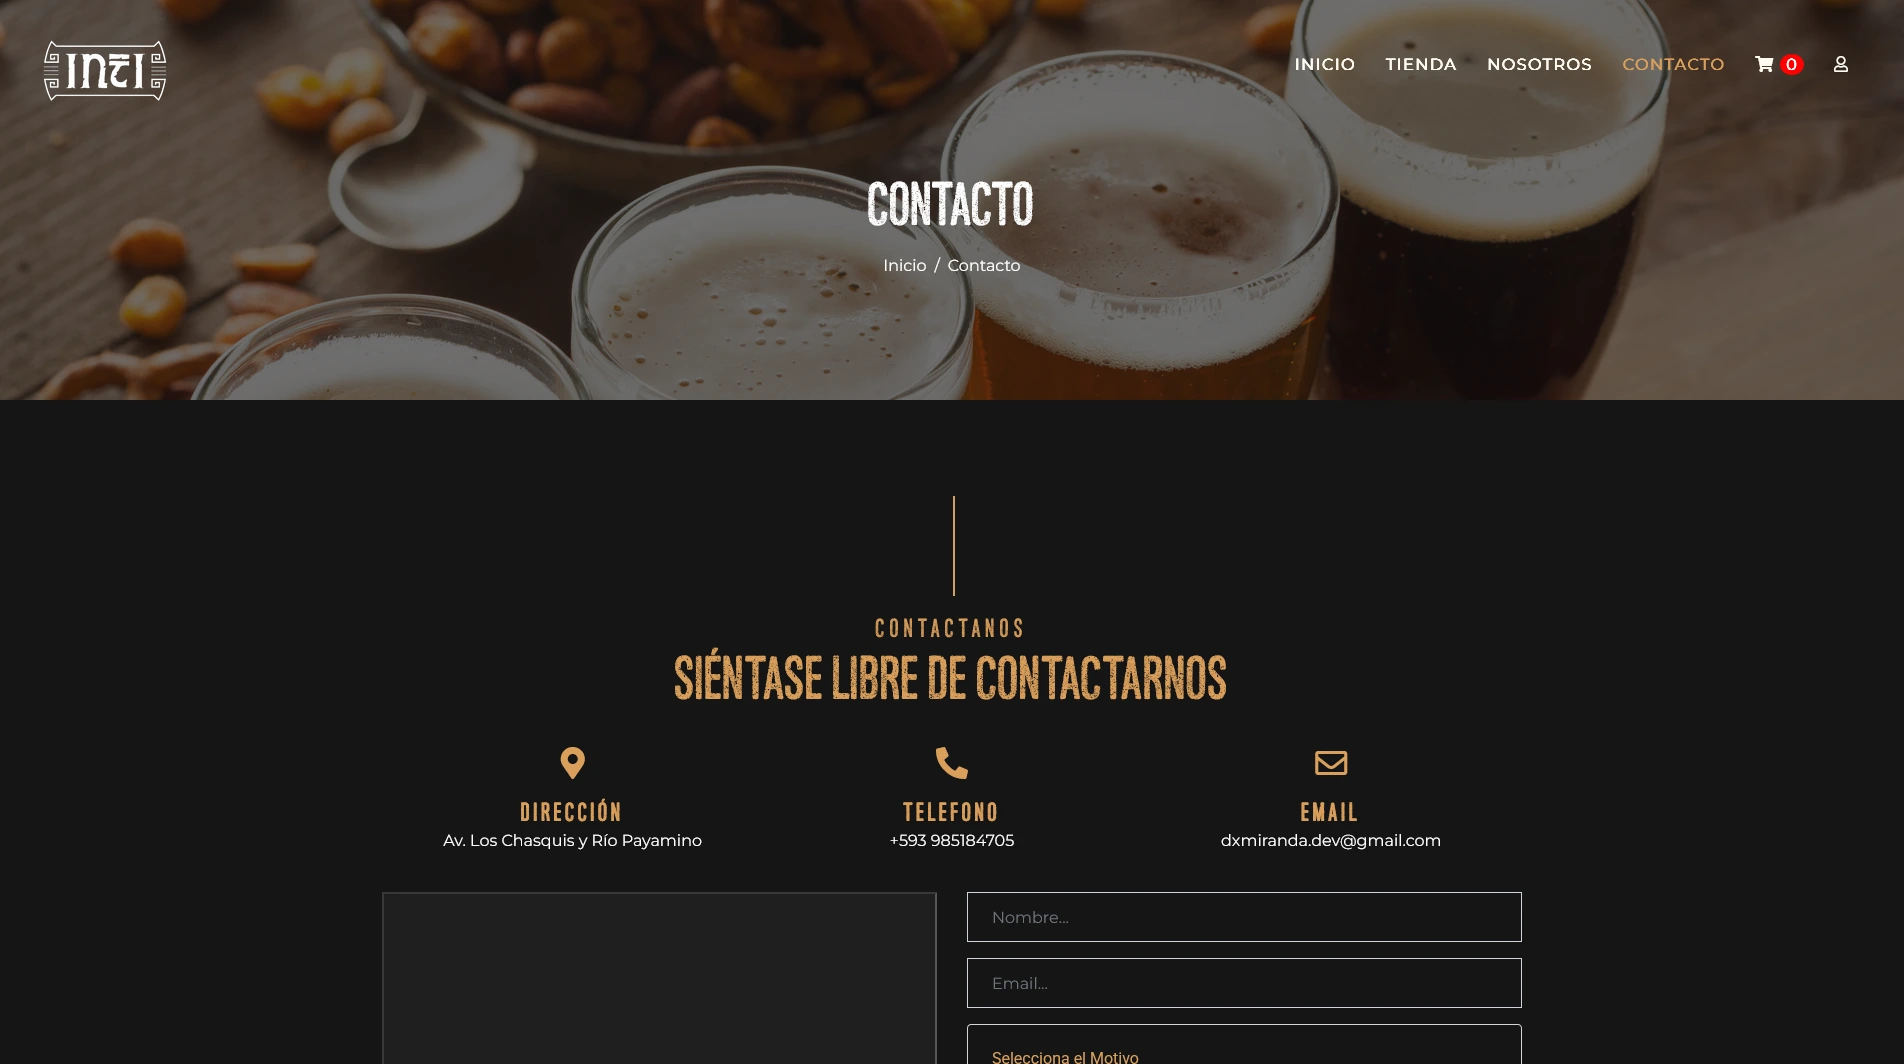 INTI
INICIO TIENDA NOSOTROS CONTACTO 0
CONTACTO
Inicio / Contacto
CONTACTANOS
SIÉNTASE LIBRE DE CONTACTARNOS
DIRECCIÓN
Av. Los Chasquis y Río Payamino
TELEFONO
+593 985184705
EMAIL
dxmiranda.dev@gmail.com
Nombre...
Email...
Selecciona el Motivo